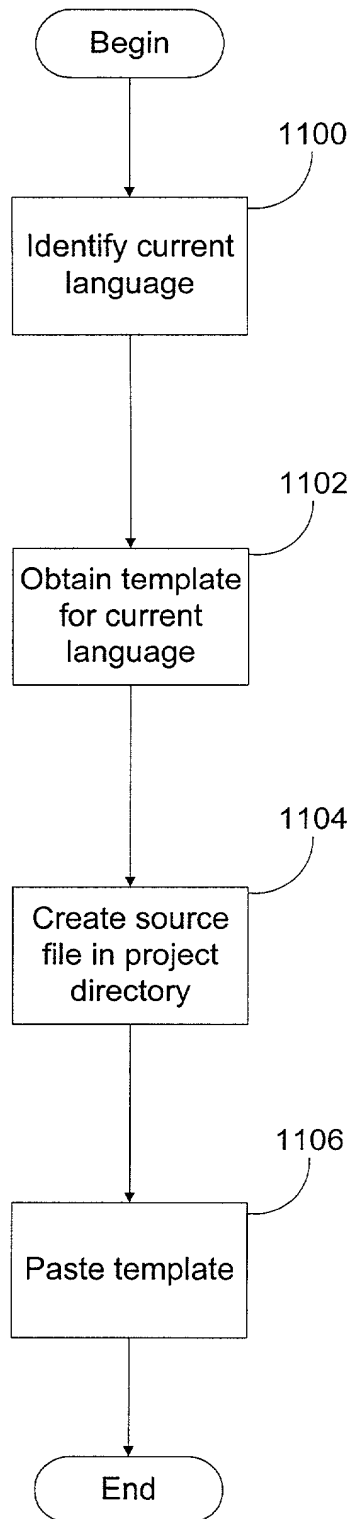 Begin
1100
Identify current
language
1102
Obtain template
for current
language
1104
Create source
file in project
directory
1106
Paste template
End